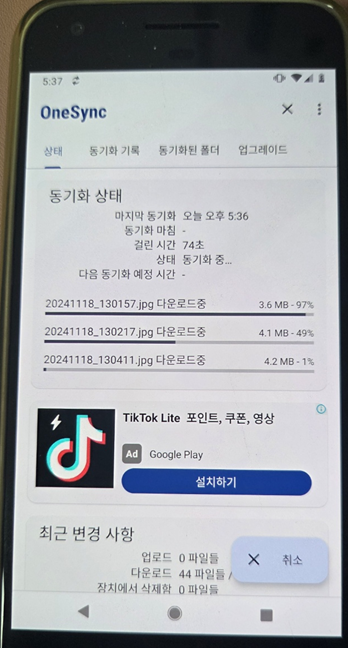 5:37
OneSync
상태 동기화 기록 동기화된 폴더 업그레이드
동기화 상태
마지막 동기화 오늘 오후 5:36
동기화 마침 -
걸린 시간 74초
상태 동기화 중...
다음 동기화 예정 시간 -
20241118_130157.jpg 다운로드중 3.6 MB - 97%
20241118_130217.jpg 다운로드중 4.1 MB - 49%
20241118_130411.jpg 다운로드중 4.2 MB - 1%
TikTok Lite 포인트, 쿠폰, 영상
Ad Google Play
설치하기
최근 변경 사항
업로드 0 파일들
다운로드 44 파일들 /
장치에서 삭제함 0 파일들
취소